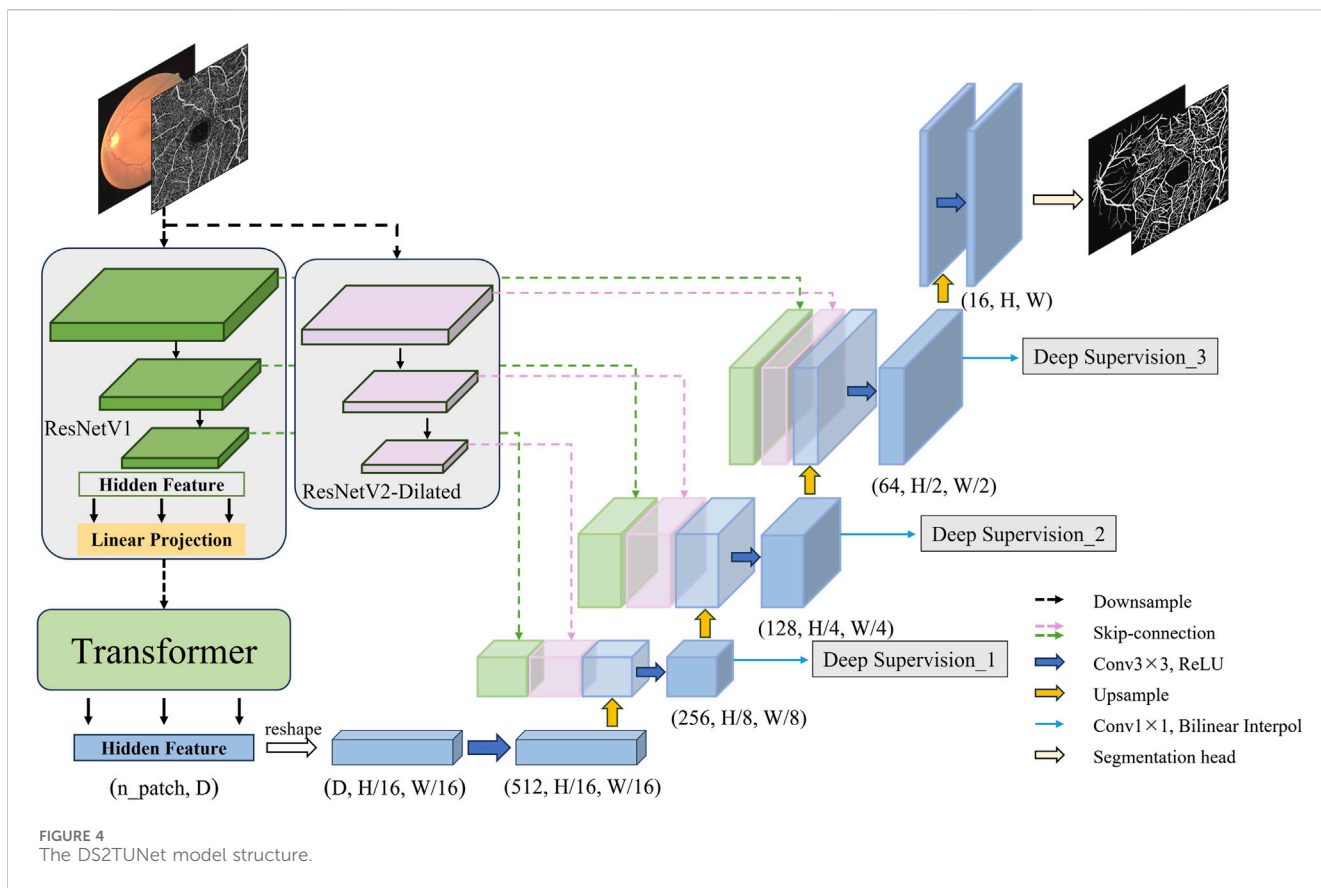 ResNetV1
Hidden Feature
Linear Projection
ResNetV2-Dilated
Transformer
Hidden Feature
(n_patch, D)
reshape
(D, H/16, W/16)
(512, H/16, W/16)
(256, H/8, W/8)
Deep Supervision_1
(128, H/4, W/4)
Deep Supervision_2
(64, H/2, W/2)
Deep Supervision_3
(16, H, W)
Downsample
Skip-connection
Conv3×3, ReLU
Upsample
Conv1×1, Bilinear Interpol
Segmentation head
FIGURE 4
The DS2TUNet model structure.